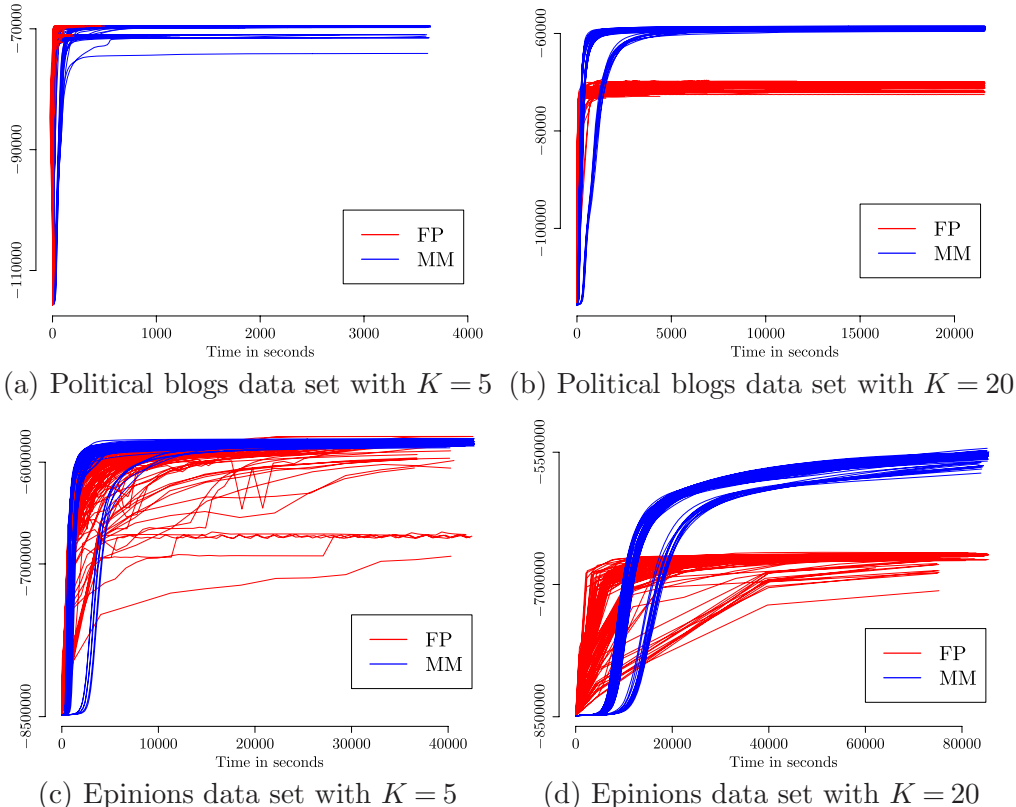 −70000
−90000
−110000
FP
MM
0 1000 2000 3000 4000
Time in seconds
(a) Political blogs data set with K = 5
−60000
−80000
−100000
FP
MM
0 5000 10000 15000 20000
Time in seconds
(b) Political blogs data set with K = 20
−6000000
−7000000
−8500000
FP
MM
0 10000 20000 30000 40000
Time in seconds
(c) Epinions data set with K = 5
−5500000
−7000000
−8500000
FP
MM
0 20000 40000 60000 80000
Time in seconds
(d) Epinions data set with K = 20